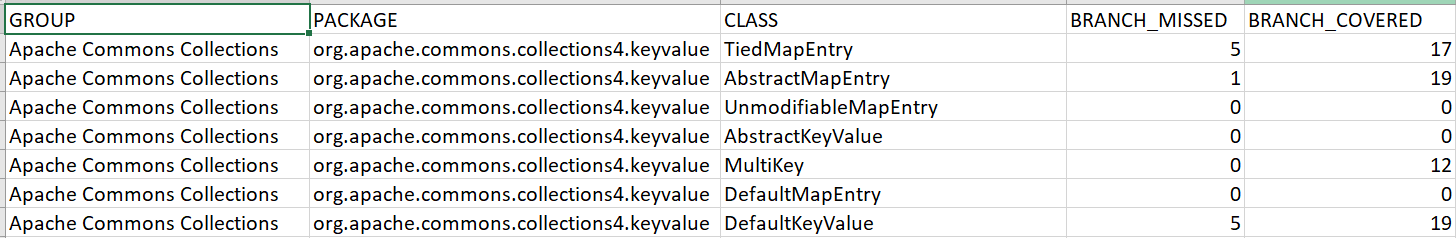 GROUP PACKAGE CLASS BRANCH_MISSED BRANCH_COVERED
Apache Commons Collections org.apache.commons.collections4.keyvalue TiedMapEntry 5 17
Apache Commons Collections org.apache.commons.collections4.keyvalue AbstractMapEntry 1 19
Apache Commons Collections org.apache.commons.collections4.keyvalue UnmodifiableMapEntry 0 0
Apache Commons Collections org.apache.commons.collections4.keyvalue AbstractKeyValue 0 0
Apache Commons Collections org.apache.commons.collections4.keyvalue MultiKey 0 12
Apache Commons Collections org.apache.commons.collections4.keyvalue DefaultMapEntry 0 0
Apache Commons Collections org.apache.commons.collections4.keyvalue DefaultKeyValue 5 19